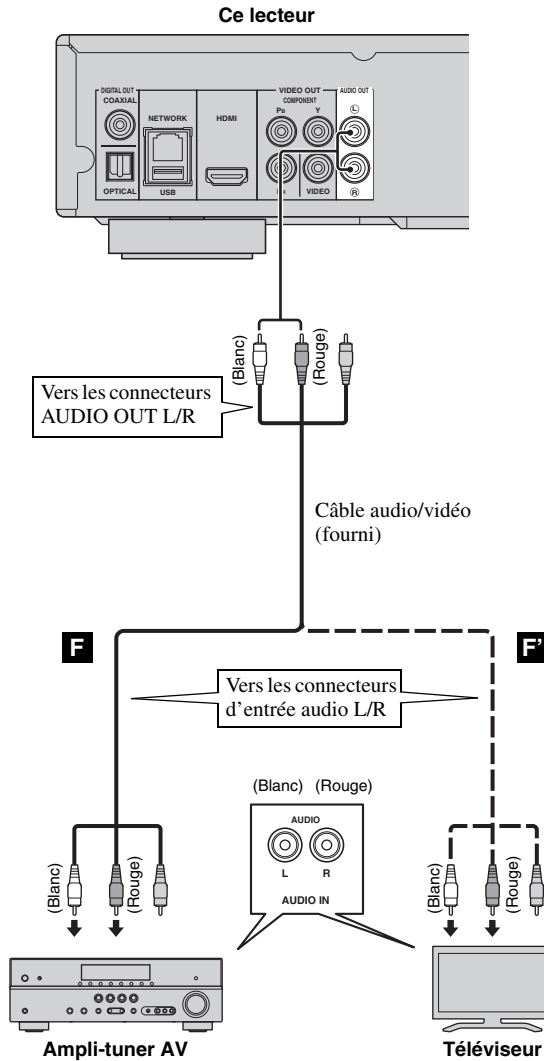 Ce lecteur
DIGITAL OUT
COAXIAL
OPTICAL
NETWORK
USB
HDMI
VIDEO OUT
COMPONENT
PB
Y
VIDEO
AUDIO OUT
L
R
(Blanc)
(Rouge)
Vers les connecteurs
AUDIO OUT L/R
Câble audio/vidéo
(fourni)
F
F'
Vers les connecteurs
d'entrée audio L/R
(Blanc) (Rouge)
AUDIO
L R
AUDIO IN
(Blanc)
(Rouge)
(Blanc)
(Rouge)
Ampli-tuner AV
Téléviseur